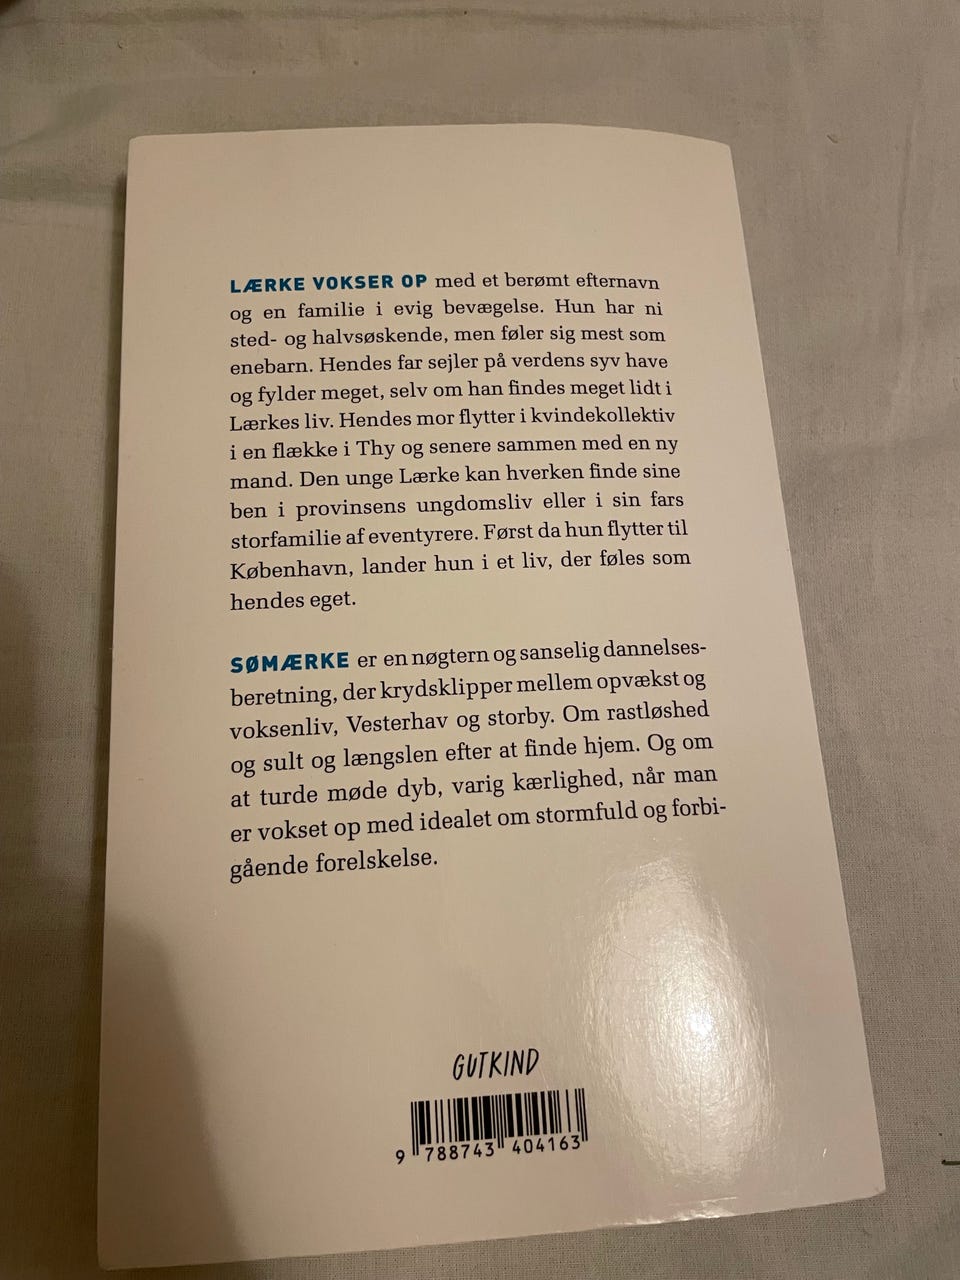 LÆRKE VOKSER OP med et berømt efternavn
og en familie i evig bevægelse. Hun har ni
sted- og halvsøskende, men føler sig mest som
enebarn. Hendes far sejler på verdens syv have
og fylder meget, selv om han findes meget lidt i
Lærkes liv. Hendes mor flytter i kvindekollektiv
i en flække i Thy og senere sammen med en ny
mand. Den unge Lærke kan hverken finde sine
ben i provinsens ungdomsliv eller i sin fars
storfamilie af eventyrere. Først da hun flytter til
København, lander hun i et liv, der føles som
hendes eget.
SØMÆRKE er en nøgtern og sanselig dannelses-
beretning, der krydsklipper mellem opvækst og
voksenliv, Vesterhav og storby. Om rastløshed
og sult og længslen efter at finde hjem. Og om
at turde møde dyb, varig kærlighed, når man
er vokset op med idealet om stormfuld og forbi-
gående forelskelse.
GUTKIND
9 788743 404163